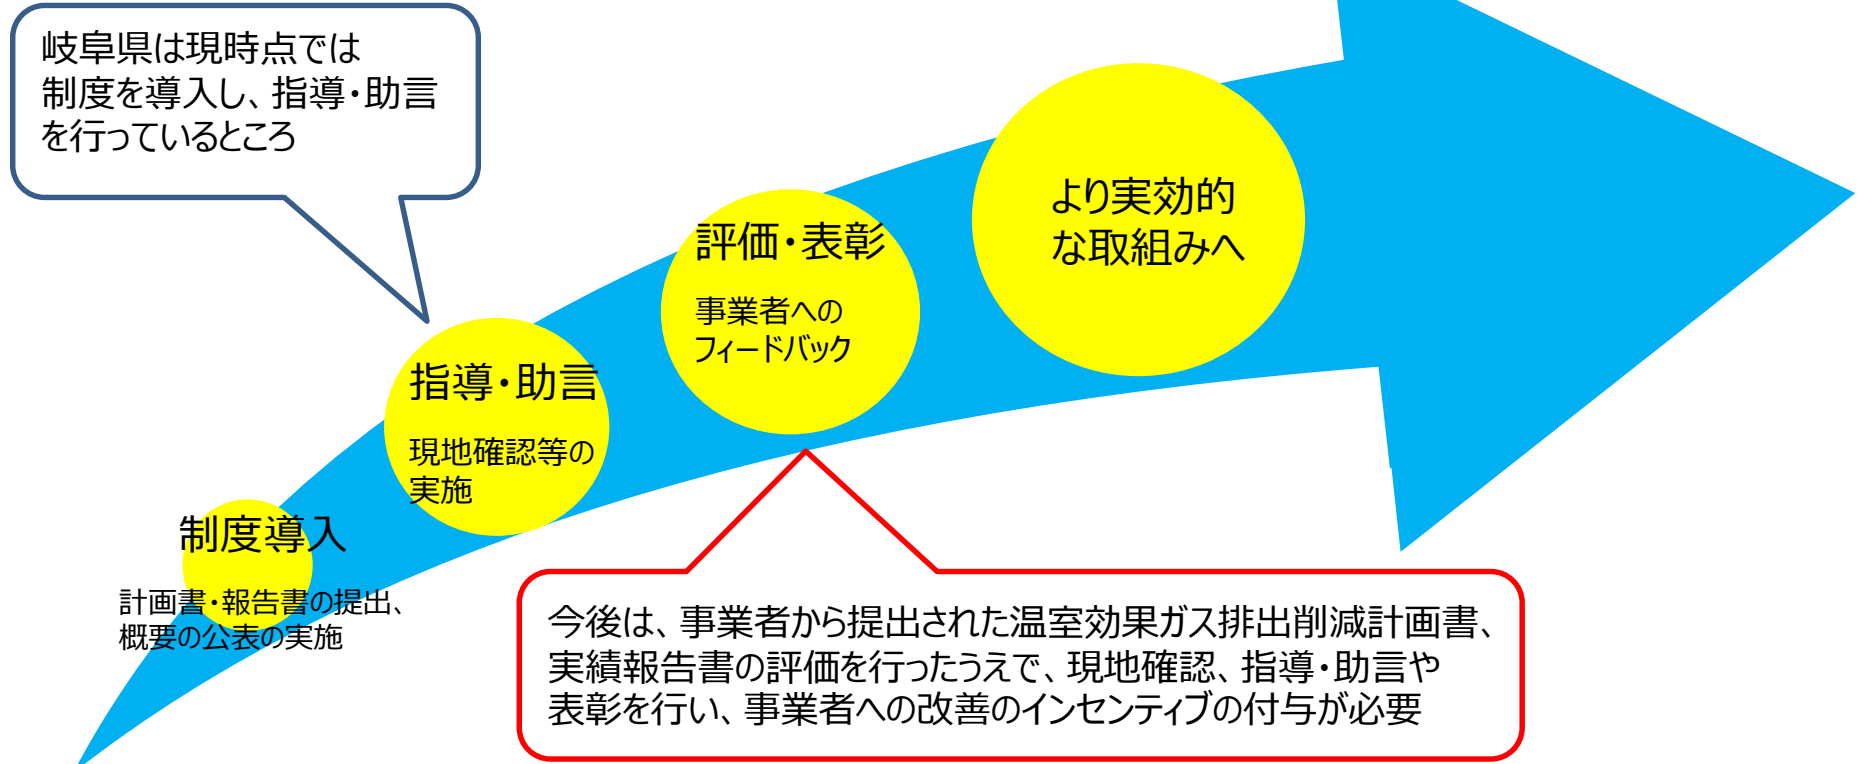 岐阜県は現時点では
制度を導入し、指導・助言
を行っているところ
より実効的
な取組みへ
評価・表彰
事業者への
フィードバック
指導・助言
現地確認等の
実施
制度導入
計画書・報告書の提出、
概要の公表の実施
今後は、事業者から提出された温室効果ガス排出削減計画書、
実績報告書の評価を行ったうえで、現地確認、指導・助言や
表彰を行い、事業者への改善のインセンティブの付与が必要